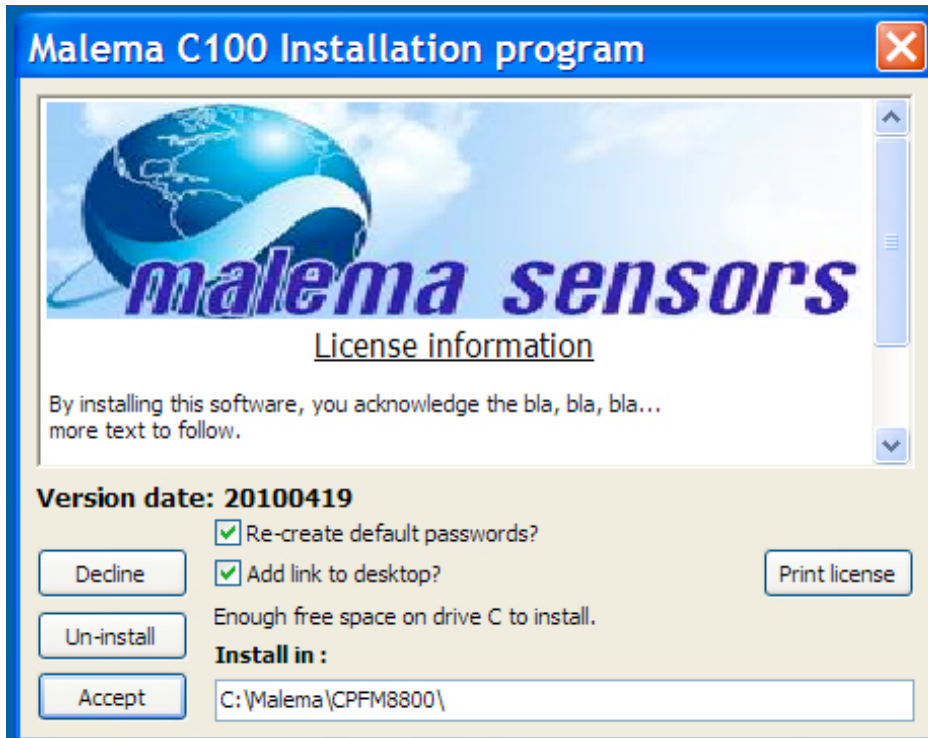 Malema C100 Installation program
malema sensors
License information
By installing this software, you acknowledge the bla, bla, bla...
more text to follow.
Version date: 20100419
Re-create default passwords?
Decline
Add link to desktop?
Print license
Enough free space on drive C to install.
Un-install
Install in :
Accept
C:\Malema\CPFM8800\